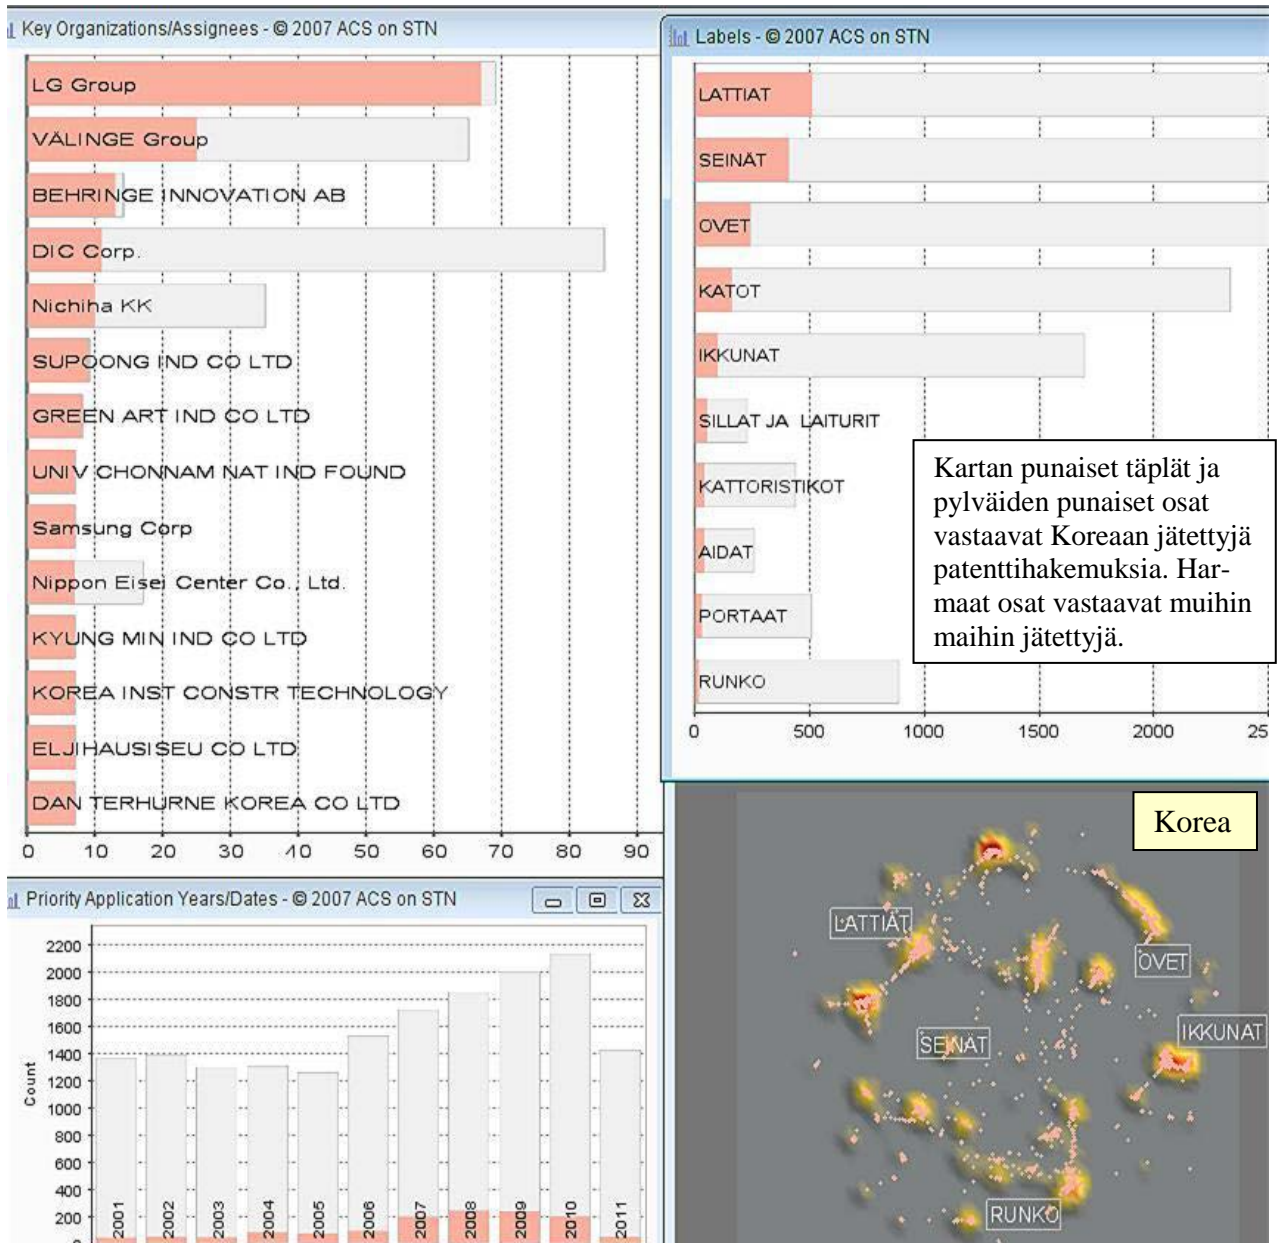 Key Organizations/Assignees - © 2007 ACS on STN
LG Group
VÄLINGE Group
BEHRINGE INNOVATION AB
DIC Corp.
Nichiha KK
SUPOONG IND CO LTD
GREEN ART IND CO LTD
UNIV CHONNAM NAT IND FOUND
Samsung Corp
Nippon Eisei Center Co., Ltd.
KYUNG MIN IND CO LTD
KOREA INST CONSTR TECHNOLOGY
ELJIHAUSISEU CO LTD
DAN TERHURNE KOREA CO LTD
0 10 20 30 40 50 60 70 80 90
Labels - © 2007 ACS on STN
LATTIAT
SEINÄT
OVET
KATOT
IKKUNAT
SILLAT JA LAITURIT
KATTORISTIKOT
AIDAT
PORTAAT
RUNKO
0 500 1000 1500 2000 25
Kartan punaiset täplät ja
pylväiden punaiset osat
vastaavat Koreaan jätettyjä
patenttihakemuksia. Har-
maat osat vastaavat muihin
maihin jätettyjä.
Priority Application Years/Dates - © 2007 ACS on STN
Count
2200
2000
1800
1600
1400
1200
1000
800
600
400
200
2001 2002 2003 2004 2005 2006 2007 2008 2009 2010 2011
Korea
LATTIAT
OVET
SEINÄT
IKKUNAT
RUNKO